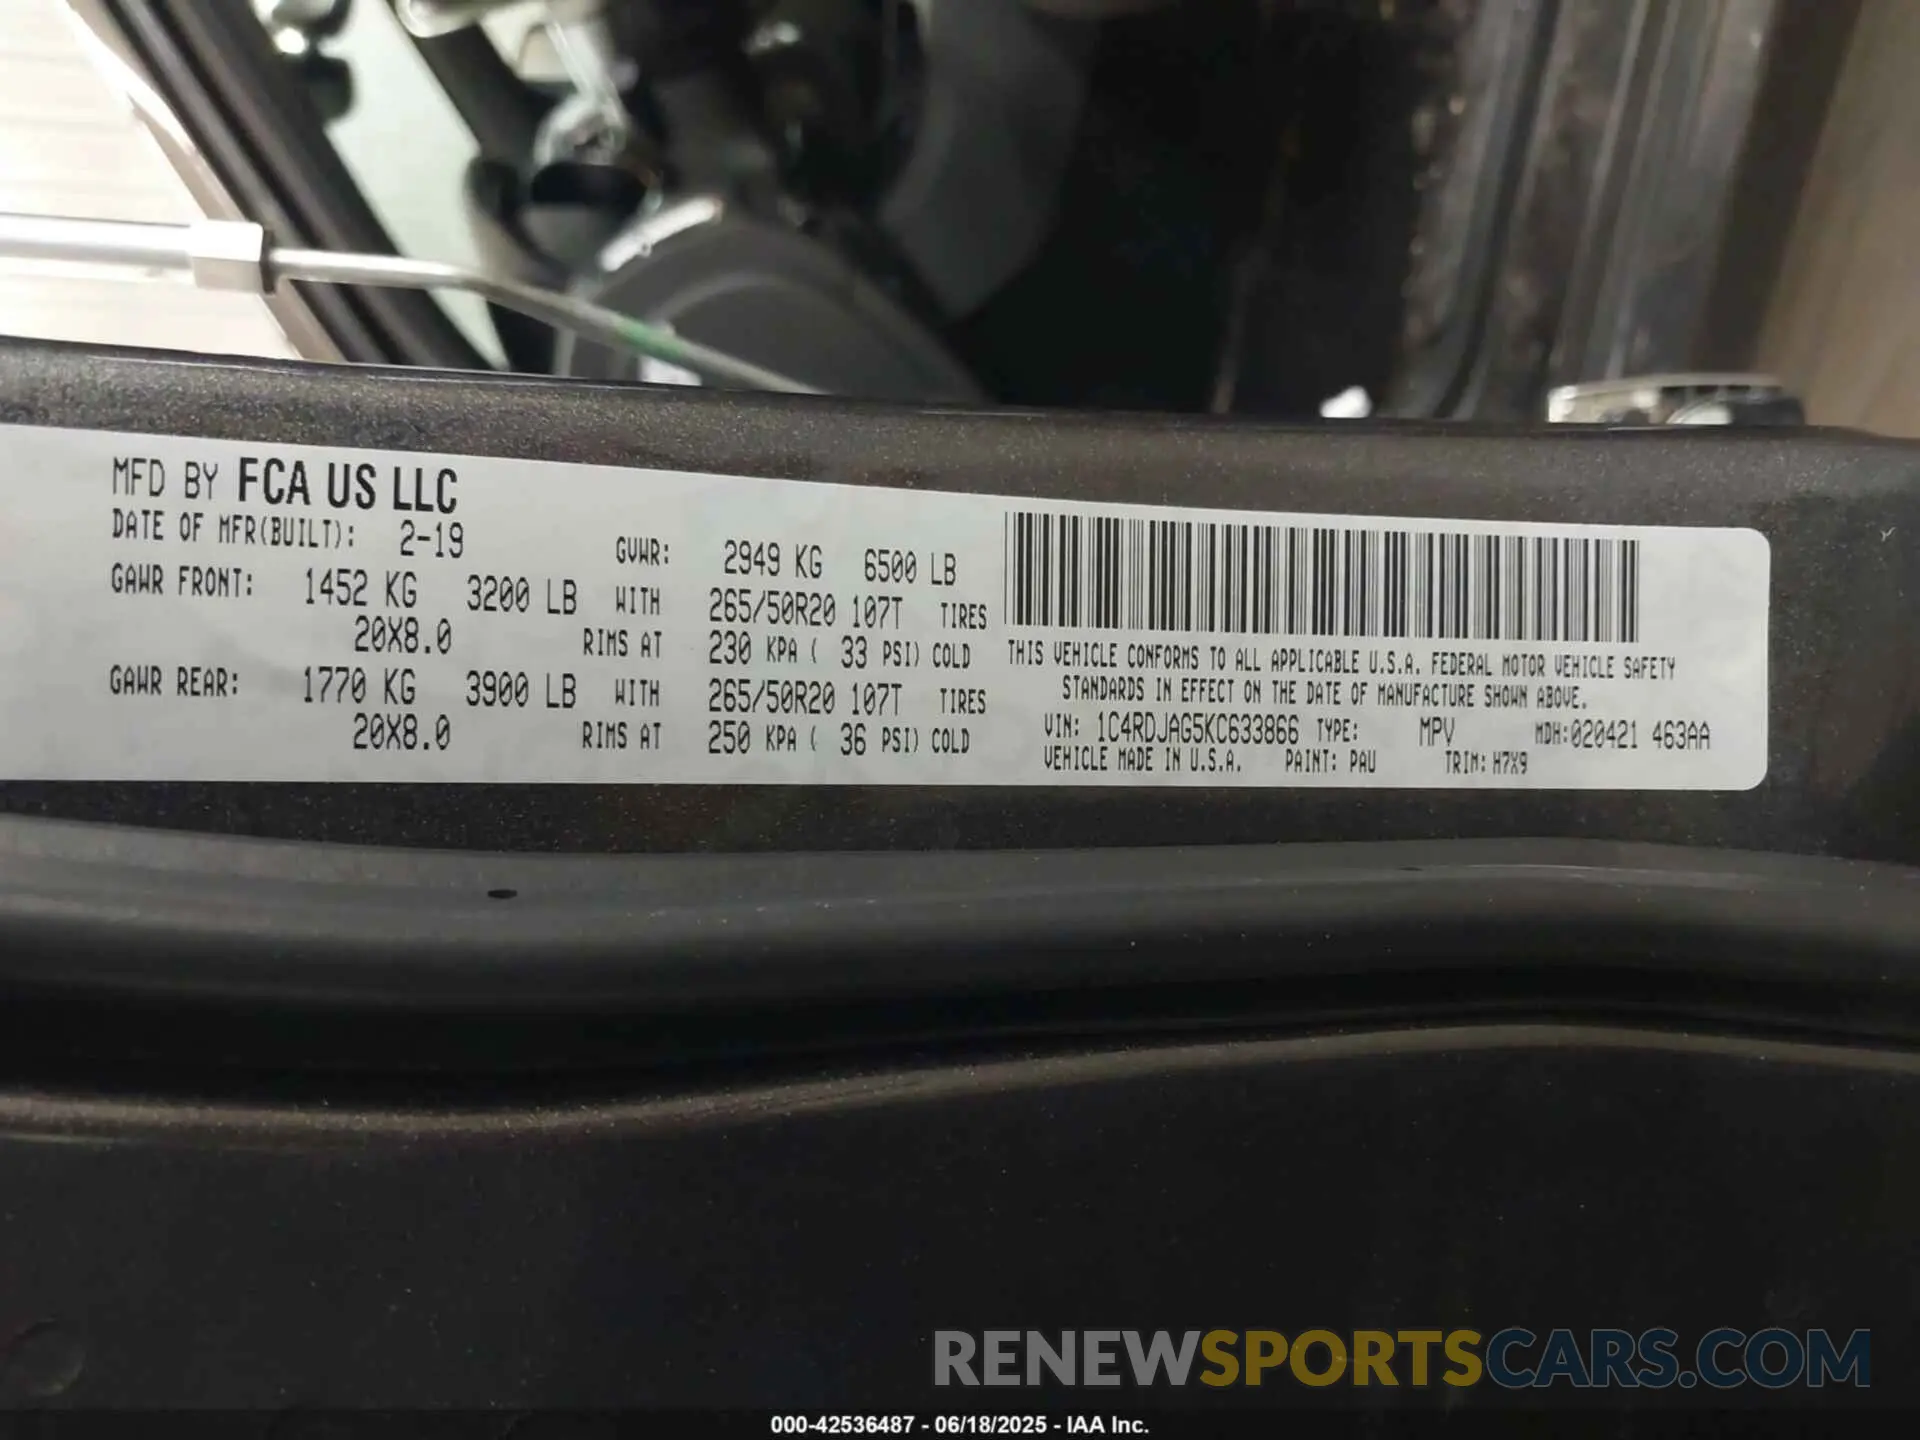 MFD BY FCA US LLC
DATE OF MFR(BUILT): 2-19 GVWR: 2949 KG 6500 LB
GAWR FRONT: 1452 KG 3200 LB WITH 265/50R20 107T TIRES
20X8.0 RIMS AT 230 KPA ( 33 PSI) COLD
GAWR REAR: 1770 KG 3900 LB WITH 265/50R20 107T TIRES
20X8.0 RIMS AT 250 KPA ( 36 PSI) COLD
THIS VEHICLE CONFORMS TO ALL APPLICABLE U.S.A. FEDERAL MOTOR VEHICLE SAFETY
STANDARDS IN EFFECT ON THE DATE OF MANUFACTURE SHOWN ABOVE.
VIN: 1C4RDJAG5KC633866 TYPE: MPV MDH:020421 463AA
VEHICLE MADE IN U.S.A. PAINT: PAU TRIM: H7X9
RENEWSPORTSCARS.COM
000-42536487 - 06/18/2025 - IAA Inc.